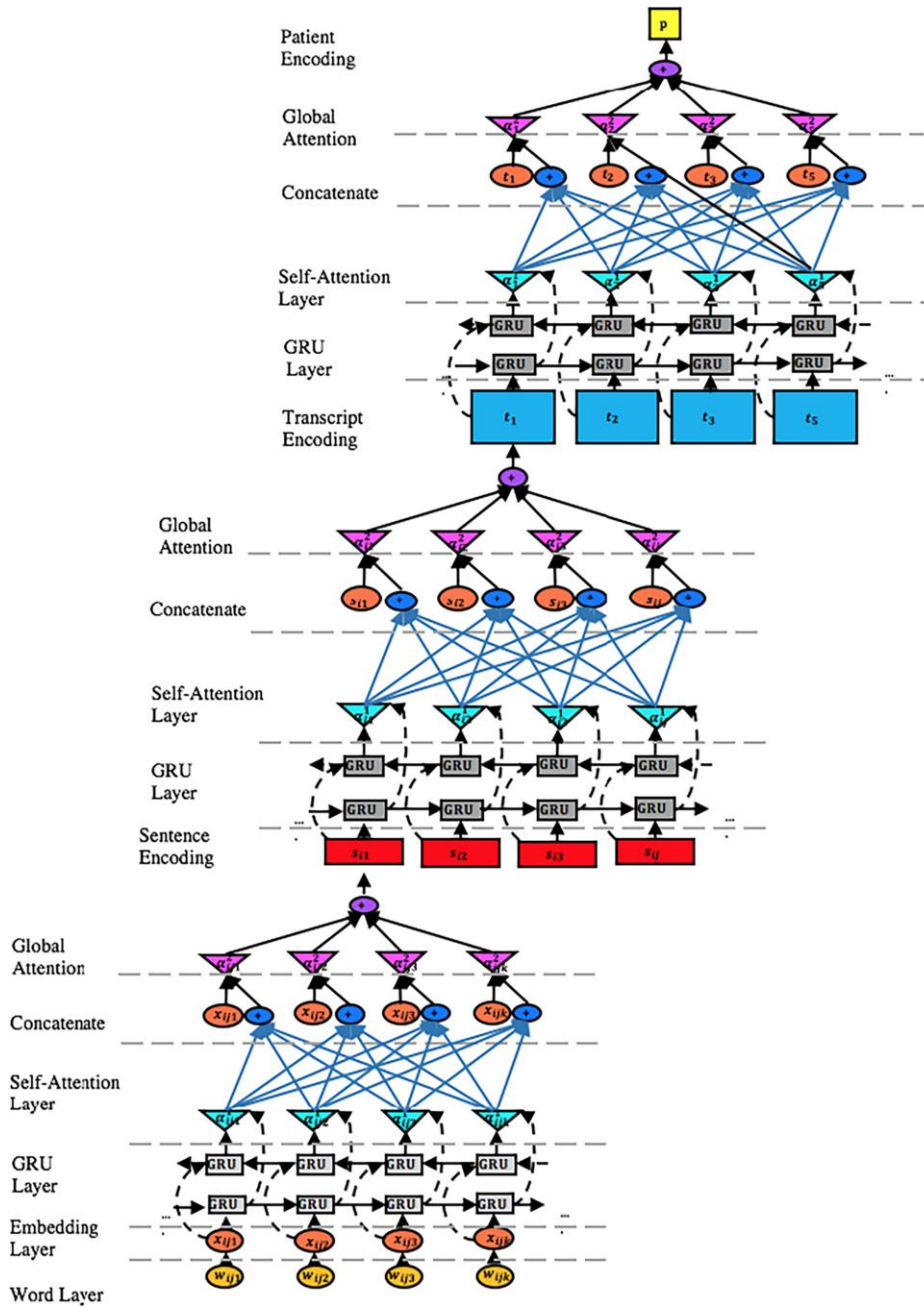 p
Patient
Encoding
+
Global
Attention
α₁² α₂² α₃²
t₁ + t₂ + t₃ + t₅ +
Concatenate
Self-Attention
Layer
GRU GRU GRU GRU
GRU
Layer
GRU GRU GRU GRU
... ...
Transcript
Encoding
t₁ t₂ t₃ t₅
+
Global
Attention
Concatenate
sᵢ₁ + sᵢ₂ + sᵢ₃ + sᵢⱼ +
Self-Attention
Layer
GRU GRU GRU GRU
GRU
Layer
GRU GRU GRU GRU
... ...
Sentence
Encoding
sᵢ₁ sᵢ₂ sᵢ₃ sᵢⱼ
+
Global
Attention
Concatenate
xᵢⱼ₁ + xᵢⱼ₂ + xᵢⱼ₃ + xᵢⱼₖ +
Self-Attention
Layer
GRU GRU GRU GRU
GRU
Layer
GRU GRU GRU GRU
... ...
Embedding
Layer
xᵢⱼ₁ xᵢⱼ₂ xᵢⱼ₃ xᵢⱼₖ
wᵢⱼ₁ wᵢⱼ₂ wᵢⱼ₃ wᵢⱼₖ
Word Layer